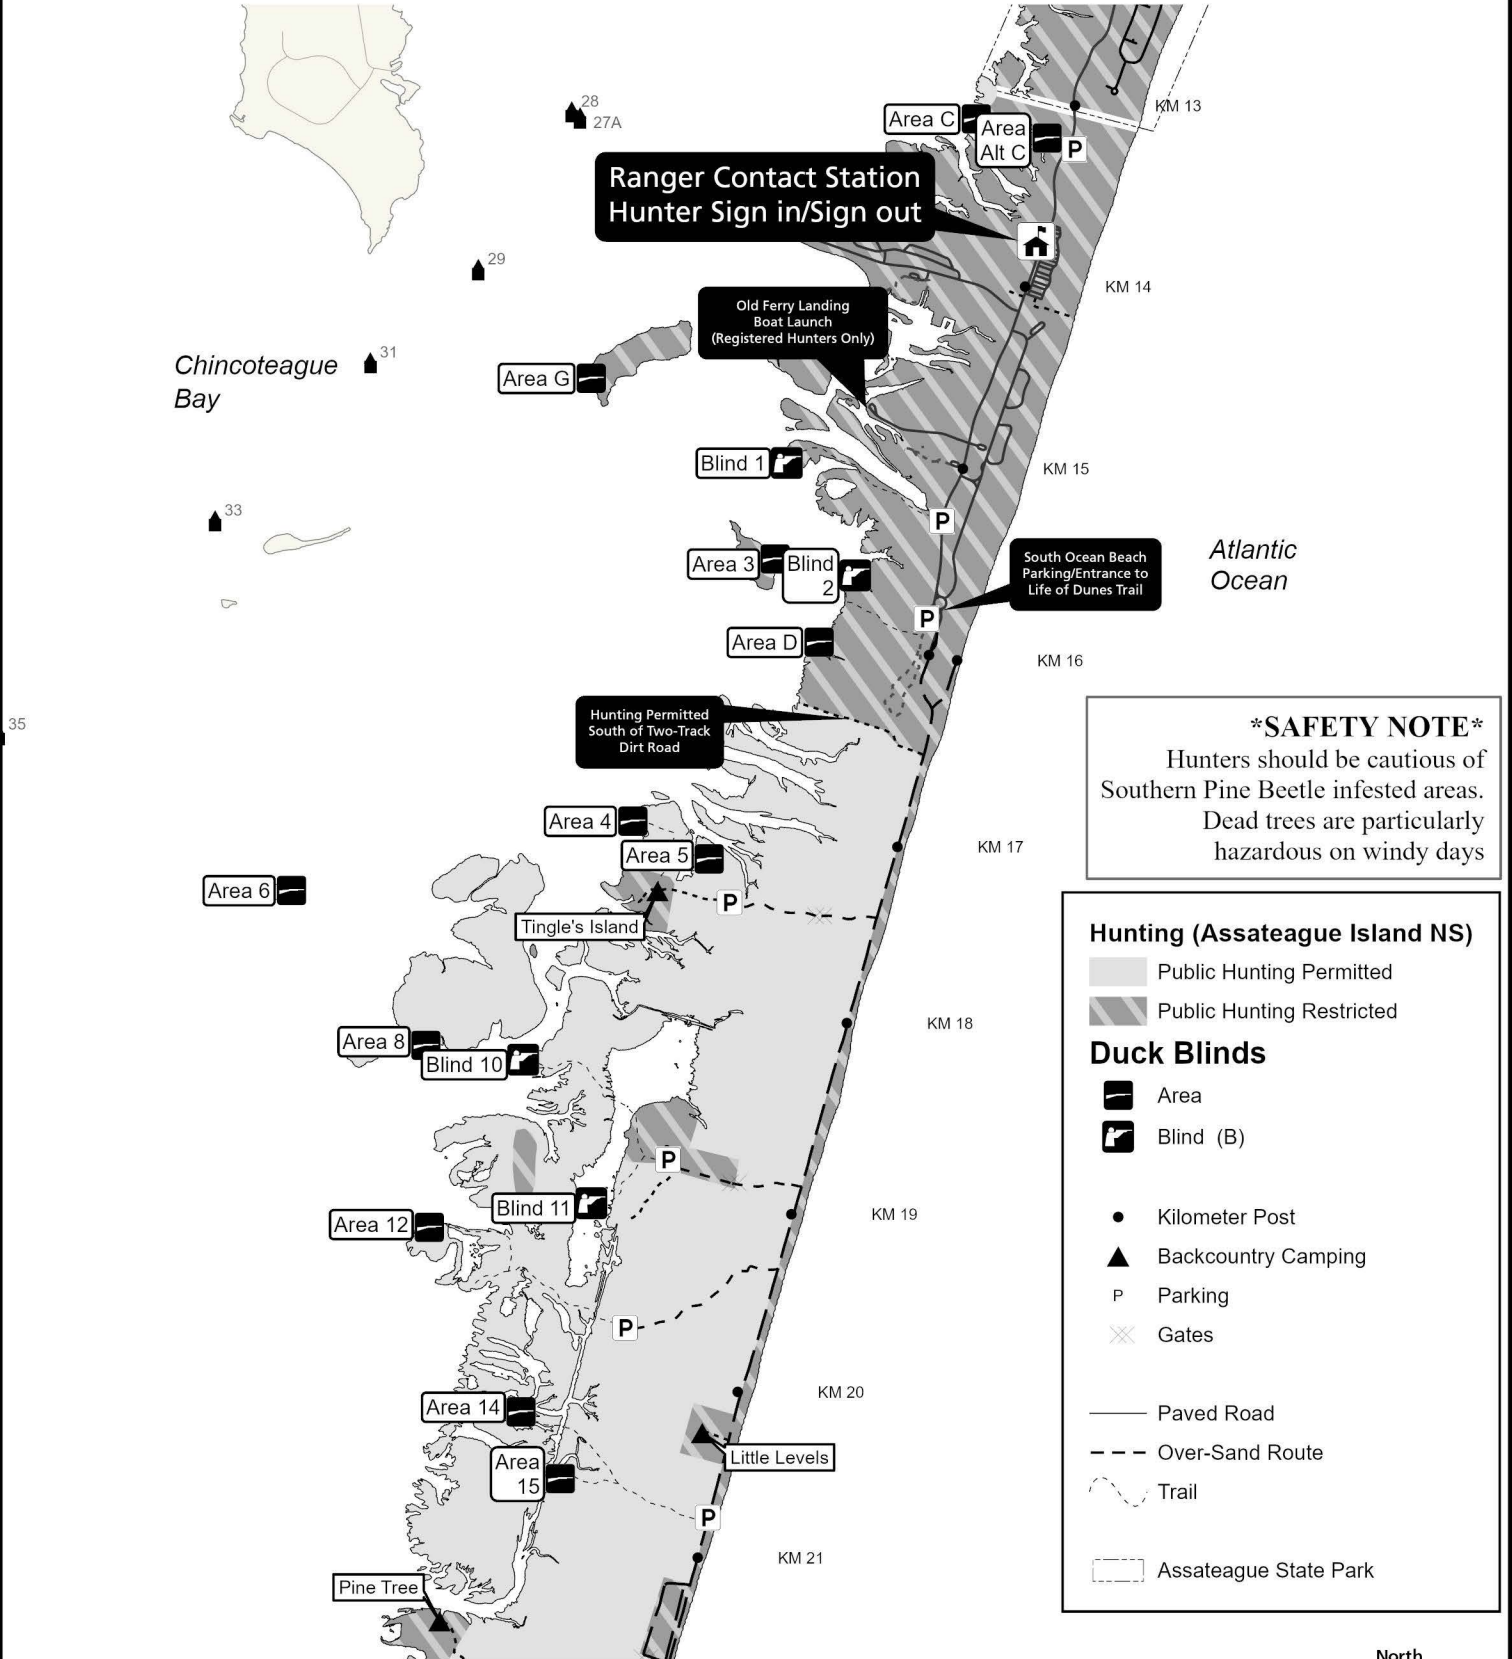 28
27A
KM 13
Area C
Area
Alt C
P
Ranger Contact Station
Hunter Sign in/Sign out
29
KM 14
Old Ferry Landing
Boat Launch
(Registered Hunters Only)
Chincoteague
Bay
31
Area G
Blind 1
KM 15
33
P
Area 3
Blind
2
South Ocean Beach
Parking/Entrance to
Life of Dunes Trail
Atlantic
Ocean
P
Area D
KM 16
35
Hunting Permitted
South of Two-Track
Dirt Road
*SAFETY NOTE*
Hunters should be cautious of
Southern Pine Beetle infested areas.
Dead trees are particularly
hazardous on windy days
Area 4
Area 5
KM 17
Area 6
P
Tingle's Island
KM 18
Area 8
Blind 10
P
Blind 11
Area 12
KM 19
P
KM 20
Area 14
Little Levels
Area
15
P
KM 21
Pine Tree
Hunting (Assateague Island NS)
Public Hunting Permitted
Public Hunting Restricted
Duck Blinds
Area
Blind (B)
Kilometer Post
Backcountry Camping
P Parking
Gates
Paved Road
Over-Sand Route
Trail
Assateague State Park
North